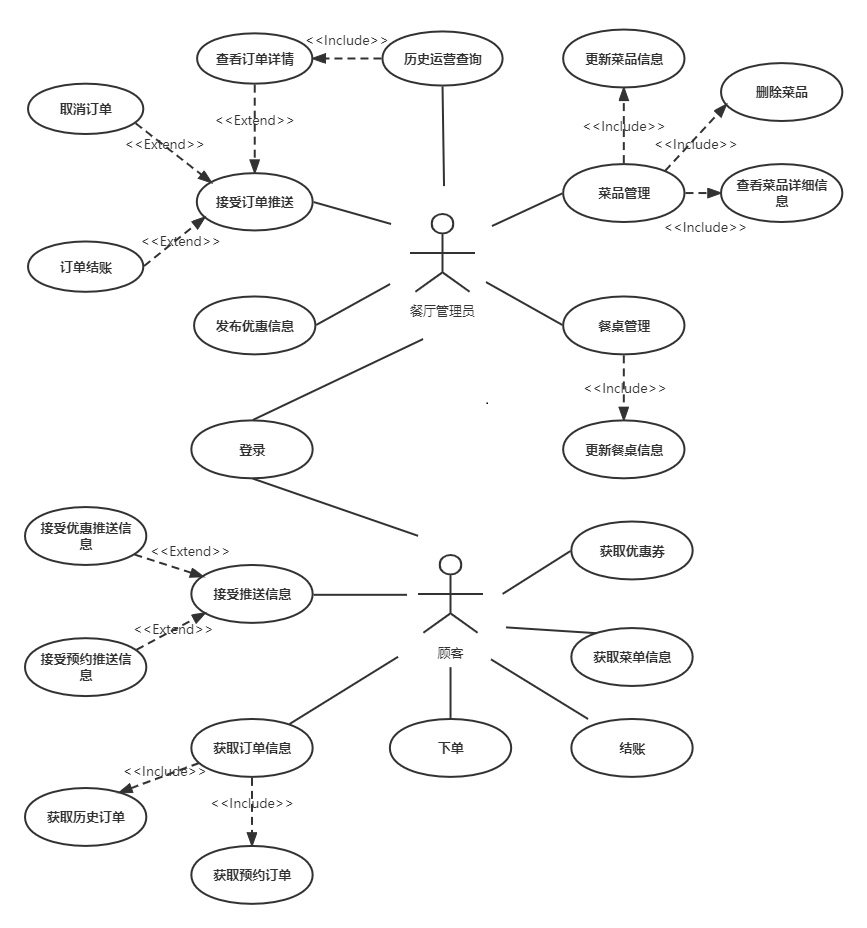 <<Include>>
查看订单详情
历史运营查询
更新菜品信息
删除菜品
取消订单
<<Extend>>
<<Include>>
<<Extend>>
<<Include>>
接受订单推送
菜品管理
查看菜品详细信
息
<<Include>>
<<Extend>>
订单结账
餐厅管理员
发布优惠信息
餐桌管理
<<Include>>
登录
更新餐桌信息
接受优惠推送信
息
<<Extend>>
获取优惠券
接受推送信息
<<Extend>>
接受预约推送信
息
顾客
获取菜单信息
获取订单信息
下单
结账
<<Include>>
<<Include>>
获取历史订单
获取预约订单